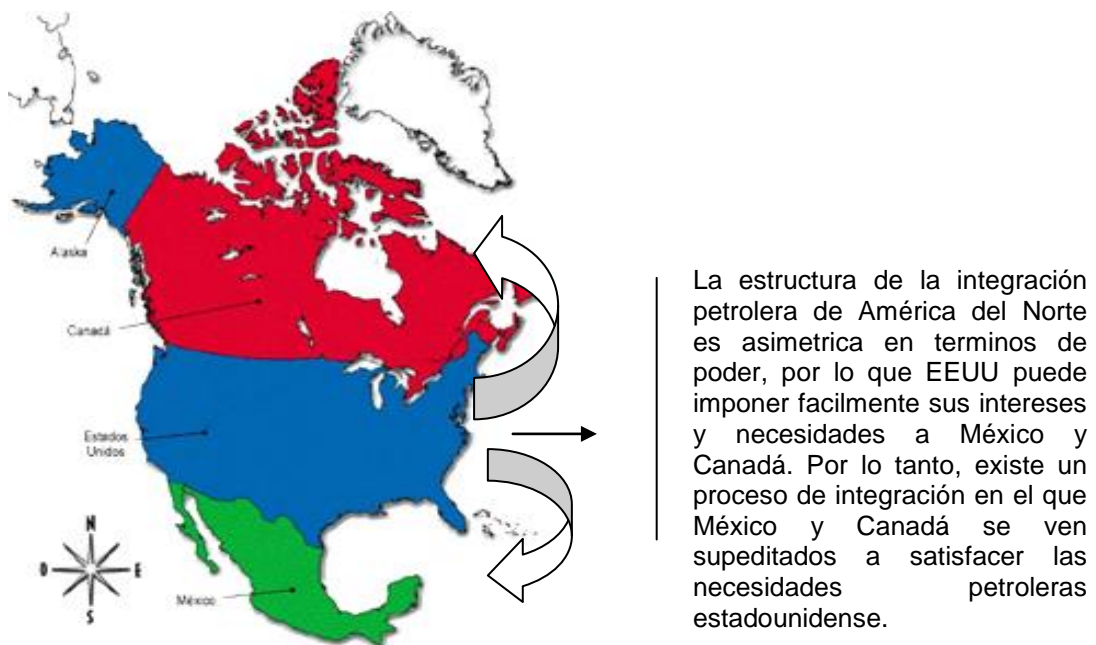 Alaska
Canadá
Estados
Unidos
México
N
O
E
S
La estructura de la integración
petrolera de América del Norte
es asimetrica en terminos de
poder, por lo que EEUU puede
imponer facilmente sus intereses
y necesidades a México y
Canadá. Por lo tanto, existe un
proceso de integración en el que
México y Canadá se ven
supeditados a satisfacer las
necesidades petroleras
estadounidense.